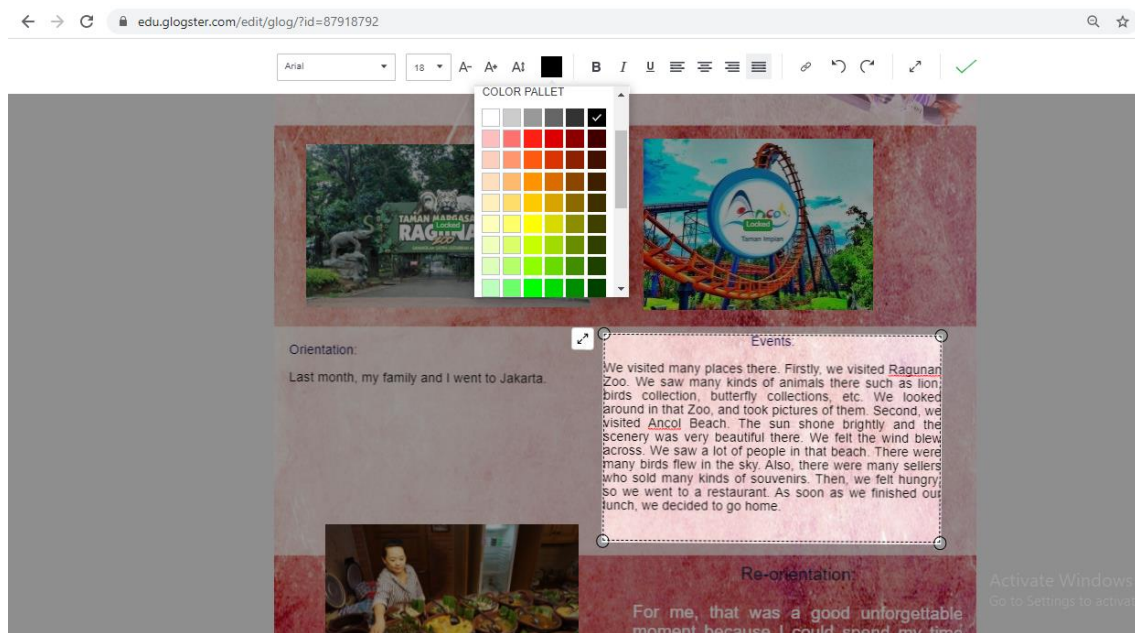 edu.glogster.com/edit/glog/?id=87918792
Arial
18
A-
A+
A
B
I
U
COLOR PALLET
TAMAN MARGASA
RAGUNA
Locked
ZOO
Ancol
Locked
Taman Impian
Orientation:
Last month, my family and I went to Jakarta.
Events:
We visited many places there. Firstly, we visited Ragunan
Zoo. We saw many kinds of animals there such as lion,
birds collection, butterfly collections, etc. We looked
around in that Zoo, and took pictures of them. Second, we
visited Ancol Beach. The sun shone brightly and the
scenery was very beautiful there. We felt the wind blew
across. We saw a lot of people in that beach. There were
many birds flew in the sky. Also, there were many sellers
who sold many kinds of souvenirs. Then, we felt hungry,
so we went to a restaurant. As soon as we finished our
lunch, we decided to go home.
Re-orientation:
For me, that was a good unforgettable
moment because I could spend my time
Activate Windows
Go to Settings to activat